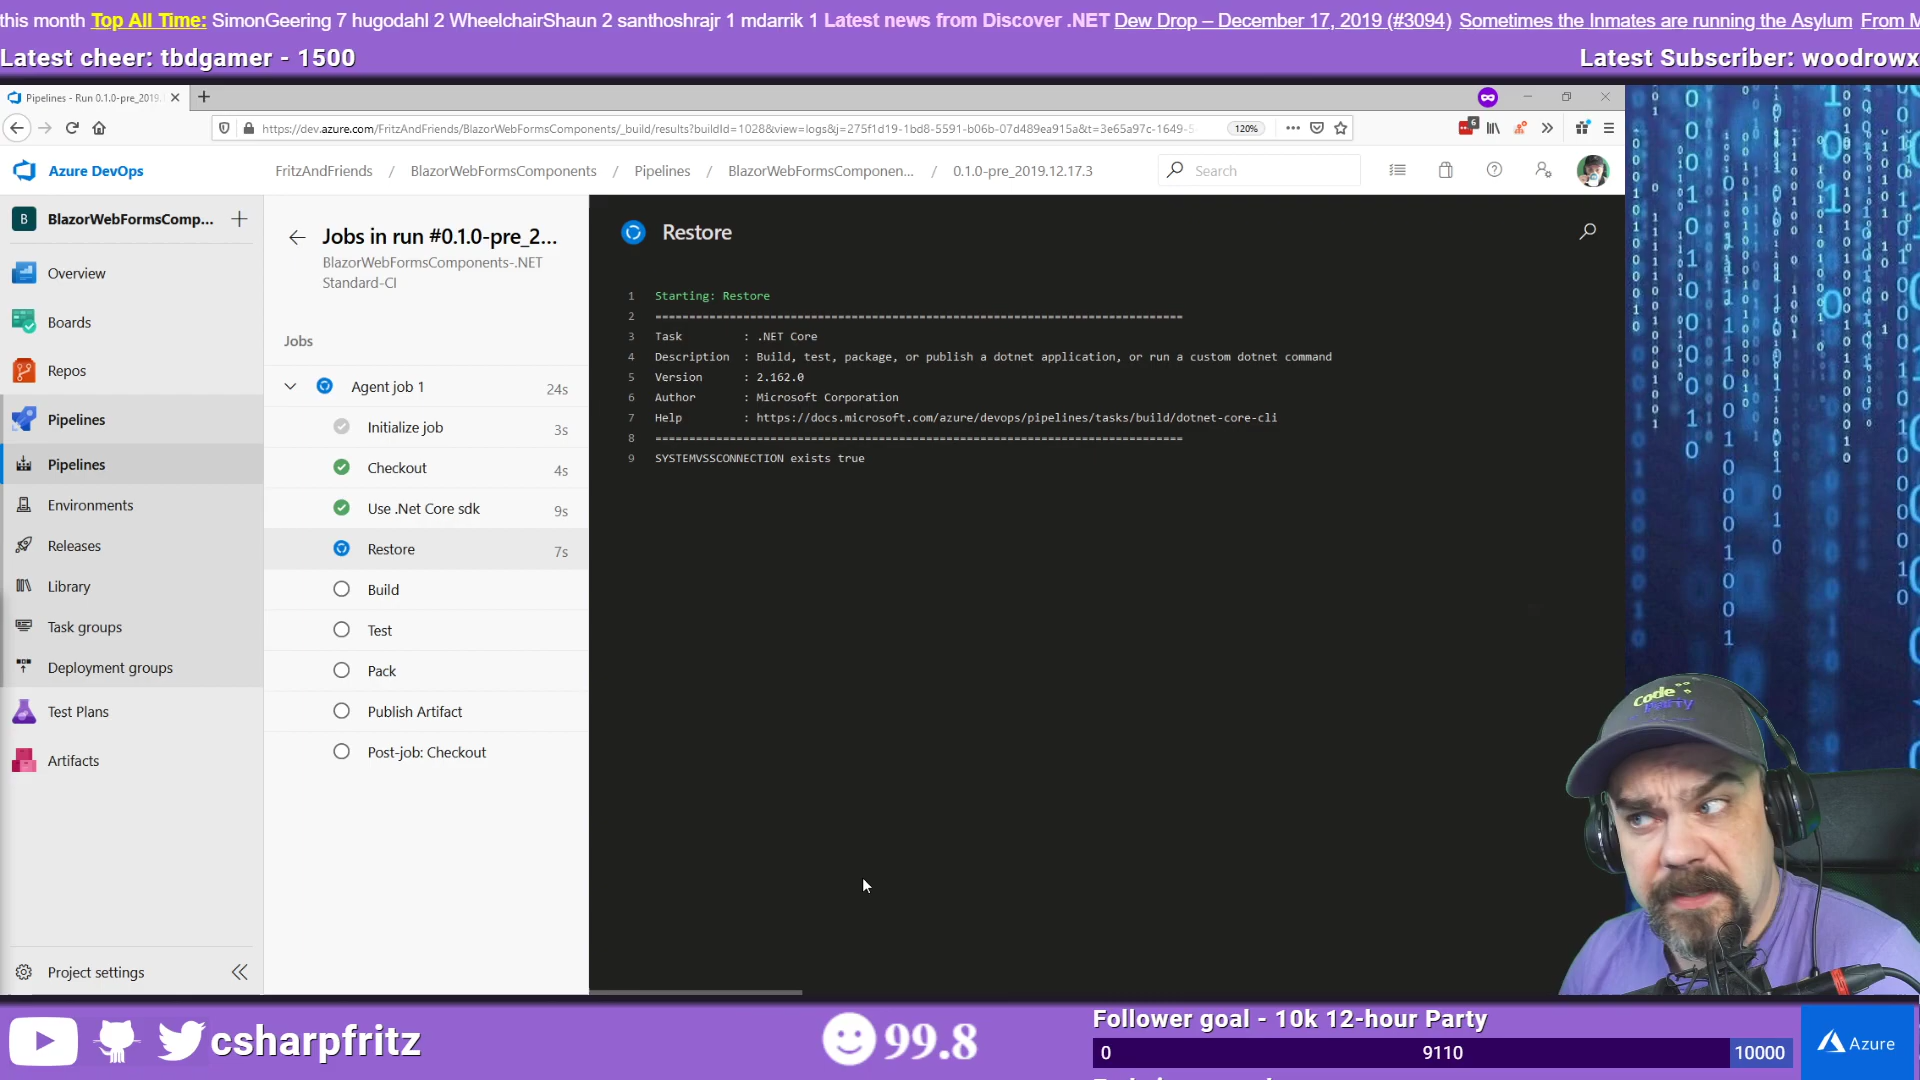 this month Top All Time: SimonGeering 7 hugodahl 2 WheelchairShaun 2 santhoshrajr 1 mdarrik 1 Latest news from Discover .NET Dew Drop – December 17, 2019 (#3094) Sometimes the Inmates are running the Asylum From M
Latest cheer: tbdgamer - 1500
Latest Subscriber: woodrowx
Pipelines - Run 0.1.0-pre_2019.
https://dev.azure.com/FritzAndFriends/BlazorWebFormsComponents/_build/results?buildId=1028&view=logs&j=275f1d19-1bd8-5591-b06b-07d489ea915a&t=3e65a97c-1649-5-
120%
6
Azure DevOps
FritzAndFriends / BlazorWebFormsComponents / Pipelines / BlazorWebFormsComponen... / 0.1.0-pre_2019.12.17.3
Search
B BlazorWebFormsComp...
Overview
Boards
Repos
Pipelines
Pipelines
Environments
Releases
Library
Task groups
Deployment groups
Test Plans
Artifacts
Project settings
Jobs in run #0.1.0-pre_2...
BlazorWebFormsComponents-.NET
Standard-CI
Jobs
Agent job 1 24s
Initialize job 3s
Checkout 4s
Use .Net Core sdk 9s
Restore 7s
Build
Test
Pack
Publish Artifact
Post-job: Checkout
Restore
1 Starting: Restore
2 ==============================================================================
3 Task : .NET Core
4 Description : Build, test, package, or publish a dotnet application, or run a custom dotnet command
5 Version : 2.162.0
6 Author : Microsoft Corporation
7 Help : https://docs.microsoft.com/azure/devops/pipelines/tasks/build/dotnet-core-cli
8 ==============================================================================
9 SYSTEMVSSCONNECTION exists true
Code
Party
csharpfritz
99.8
Follower goal - 10k 12-hour Party
0 9110 10000
Azure